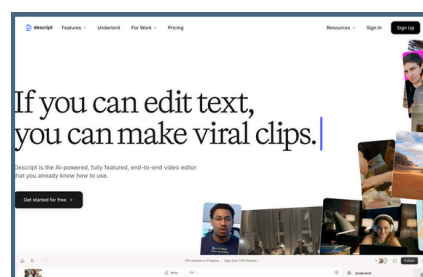 descript
Features
Underlord
For Work
Pricing
Resources
Sign In
Sign Up
If you can edit text,
you can make viral clips.
Descript is the AI-powered, fully featured, end-to-end video editor
that you already know how to use.
Get started for free →
Publish
Underlord